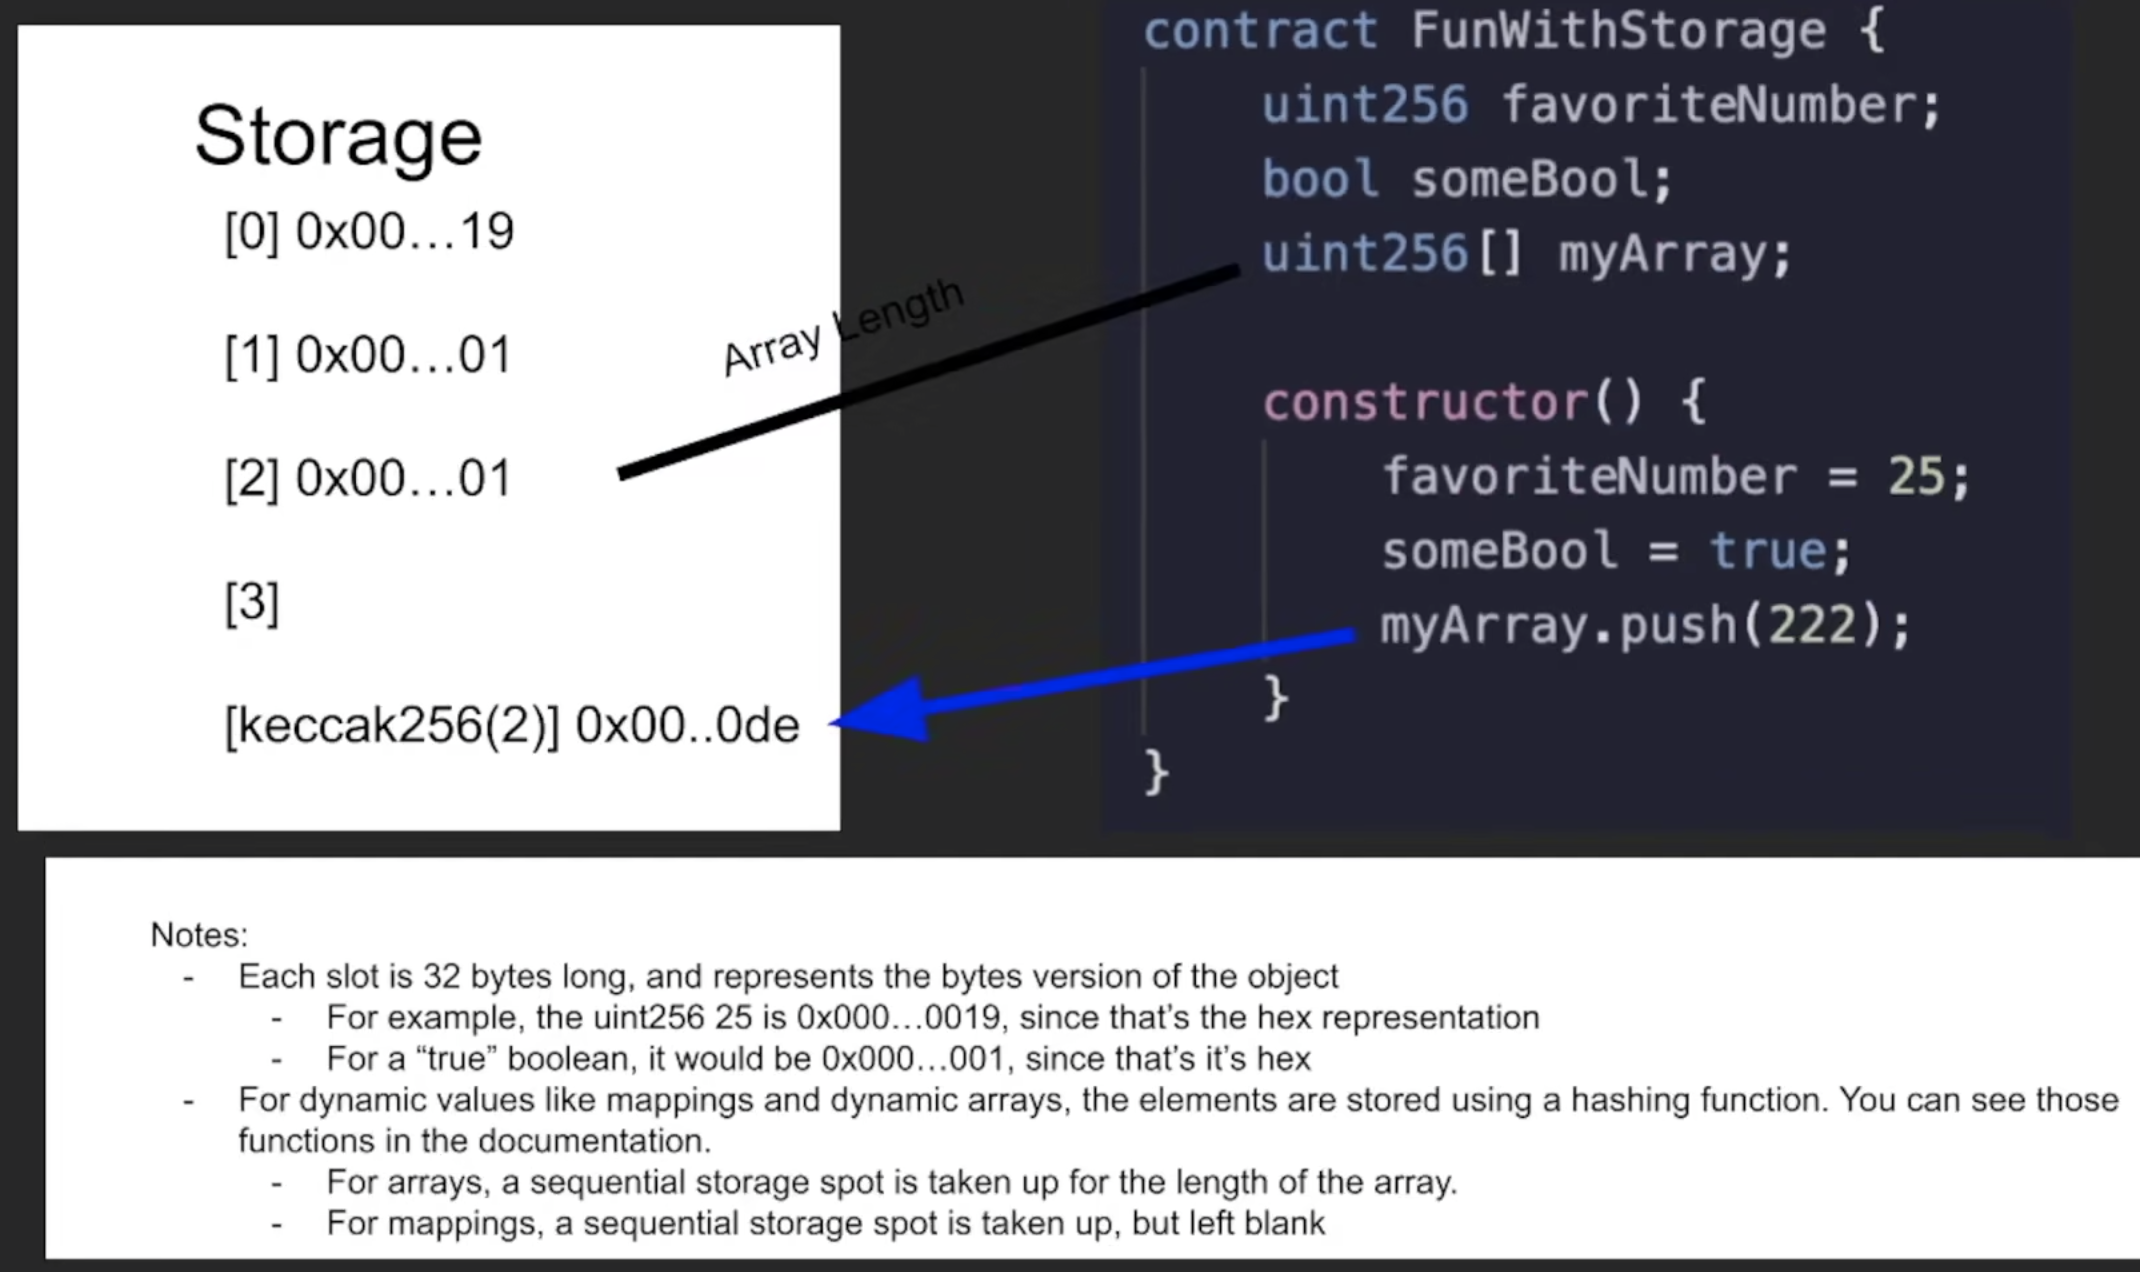 Storage
[0] 0x00…19
[1] 0x00…01
[2] 0x00…01
[3]
[keccak256(2)] 0x00..0de
Array Length
contract FunWithStorage {
uint256 favoriteNumber;
bool someBool;
uint256[] myArray;
constructor() {
favoriteNumber = 25;
someBool = true;
myArray.push(222);
}
}
Notes:
- Each slot is 32 bytes long, and represents the bytes version of the object
- For example, the uint256 25 is 0x000…0019, since that’s the hex representation
- For a “true” boolean, it would be 0x000…001, since that’s it’s hex
- For dynamic values like mappings and dynamic arrays, the elements are stored using a hashing function. You can see those
functions in the documentation.
- For arrays, a sequential storage spot is taken up for the length of the array.
- For mappings, a sequential storage spot is taken up, but left blank